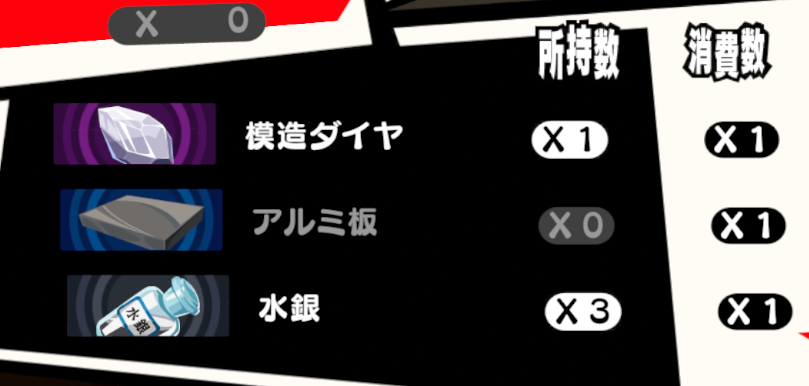 X 0
所持数 消費数
模造ダイヤ X 1 X 1
アルミ板 X 0 X 1
水銀
水銀 X 3 X 1